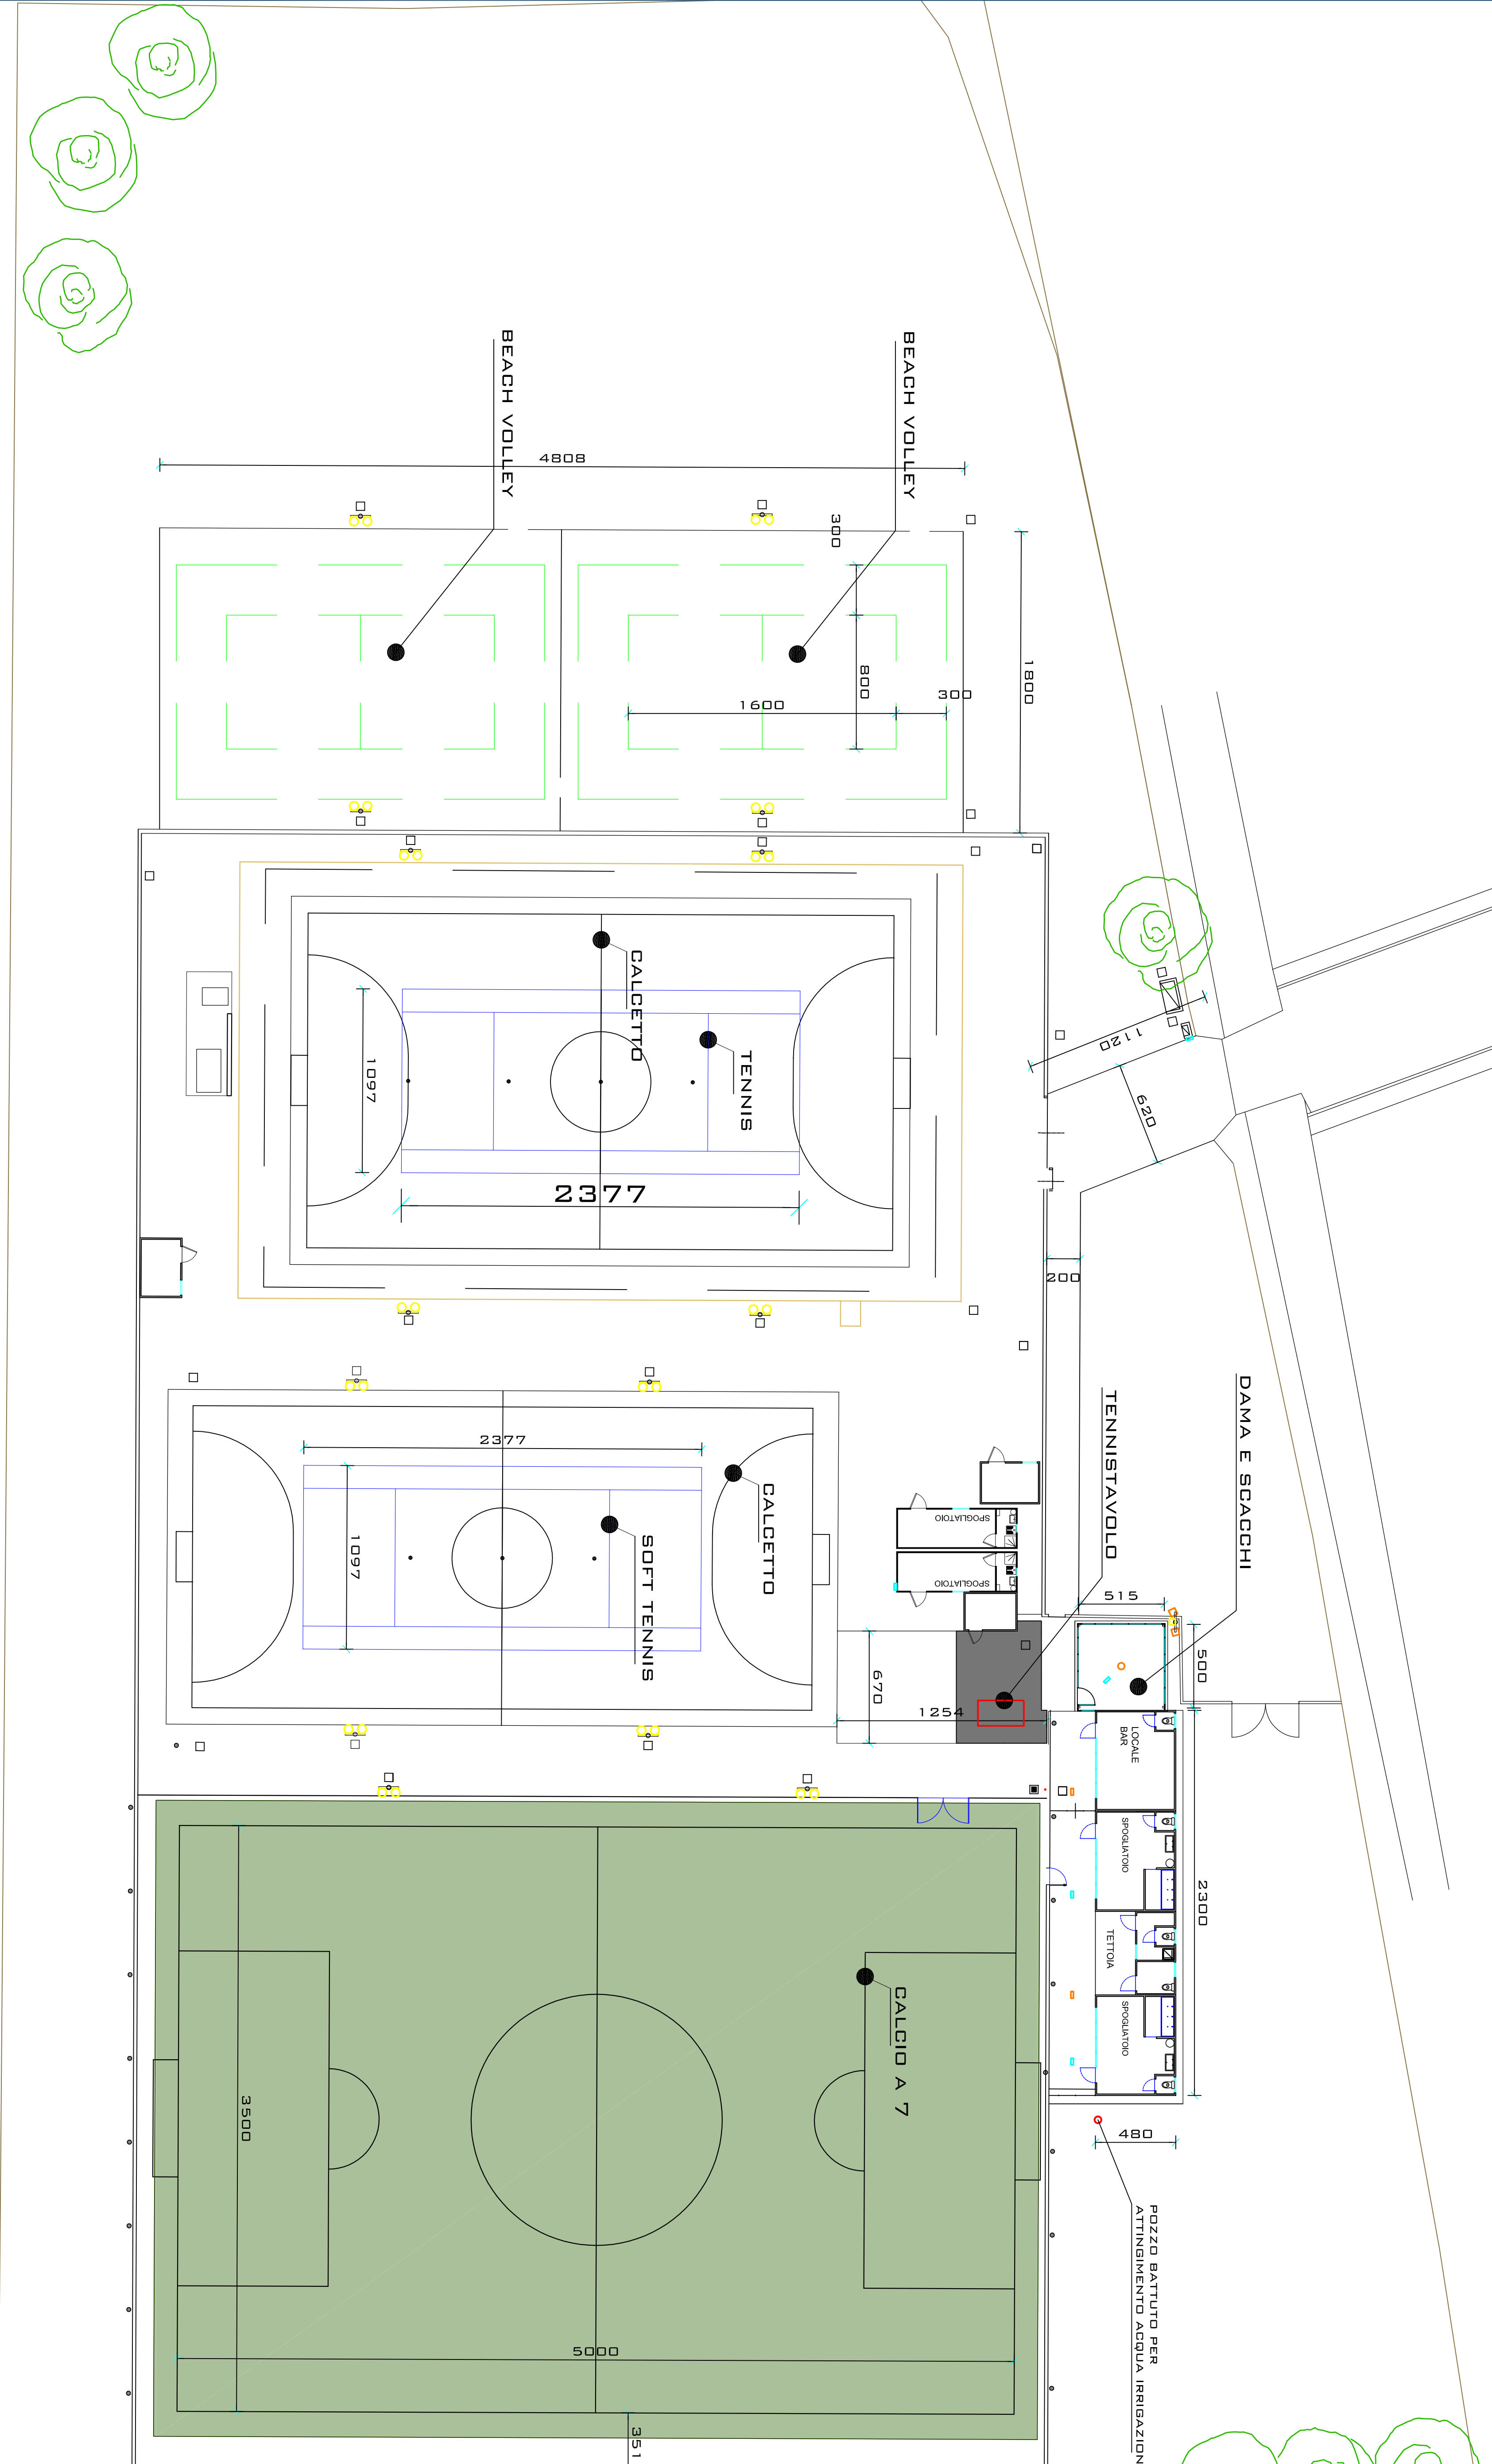 BEACH VOLLEY
BEACH VOLLEY
4808
300
1800
800
300
1600
CALCETTO
TENNIS
1097
2377
1120
620
200
DAMA E SCACCHI
TENNISTAVOLO
2377
CALCETTO
SOFT TENNIS
1097
SPOGLIATOIO
SPOGLIATOIO
515
500
670
1254
LOCALE
BAR
SPOGLIATOIO
2300
TETTOIA
SPOGLIATOIO
CALCIO A 7
3500
480
POZZO BATTUTO PER
ATTINGIMENTO ACQUA IRRIGAZION
5000
351